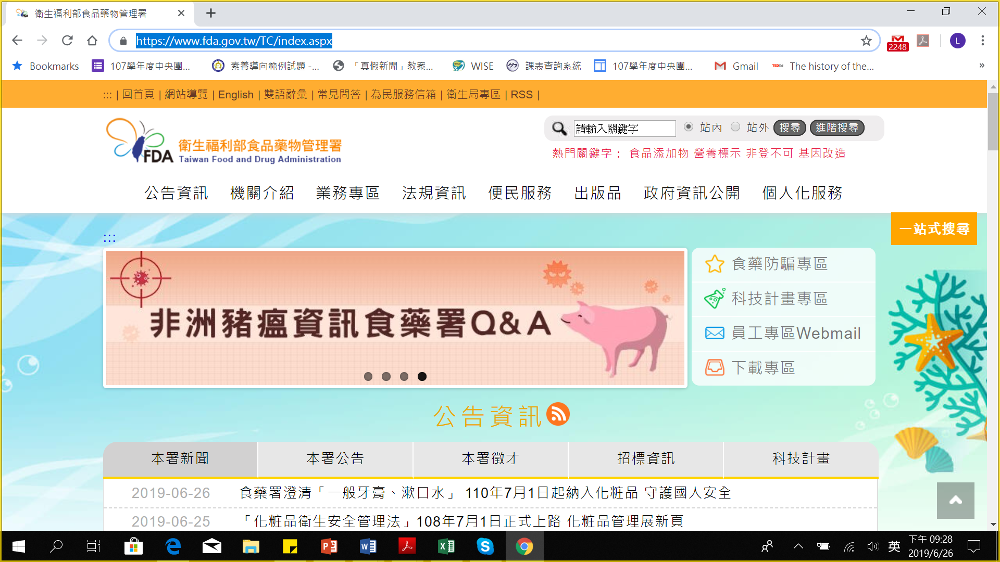 衛生福利部食品藥物管理署
https://www.fda.gov.tw/TC/index.aspx
2248
L
Bookmarks 107學年度中央團... 素養導向範例試題 -... 「真假新聞」教案... WISE 課表查詢系統 107學年度中央團... Gmail TEDEd The history of the... »
::: | 回首頁 | 網站導覽 | English | 雙語辭彙 | 常見問答 | 為民服務信箱 | 衛生局專區 | RSS |
FDA 衛生福利部食品藥物管理署
Taiwan Food and Drug Administration
請輸入關鍵字 站內 站外 搜尋 進階搜尋
熱門關鍵字： 食品添加物 營養標示 非登不可 基因改造
公告資訊 機關介紹 業務專區 法規資訊 便民服務 出版品 政府資訊公開 個人化服務
一站式搜尋
:::
非洲豬瘟資訊食藥署Q&A
食藥防騙專區
科技計畫專區
員工專區Webmail
下載專區
公告資訊
本署新聞 本署公告 本署徵才 招標資訊 科技計畫
2019-06-26 食藥署澄清「一般牙膏、漱口水」 110年7月1日起納入化粧品 守護國人安全
2019-06-25 「化粧品衛生安全管理法」108年7月1日正式上路 化粧品管理展新頁
英 下午 09:28
2019/6/26